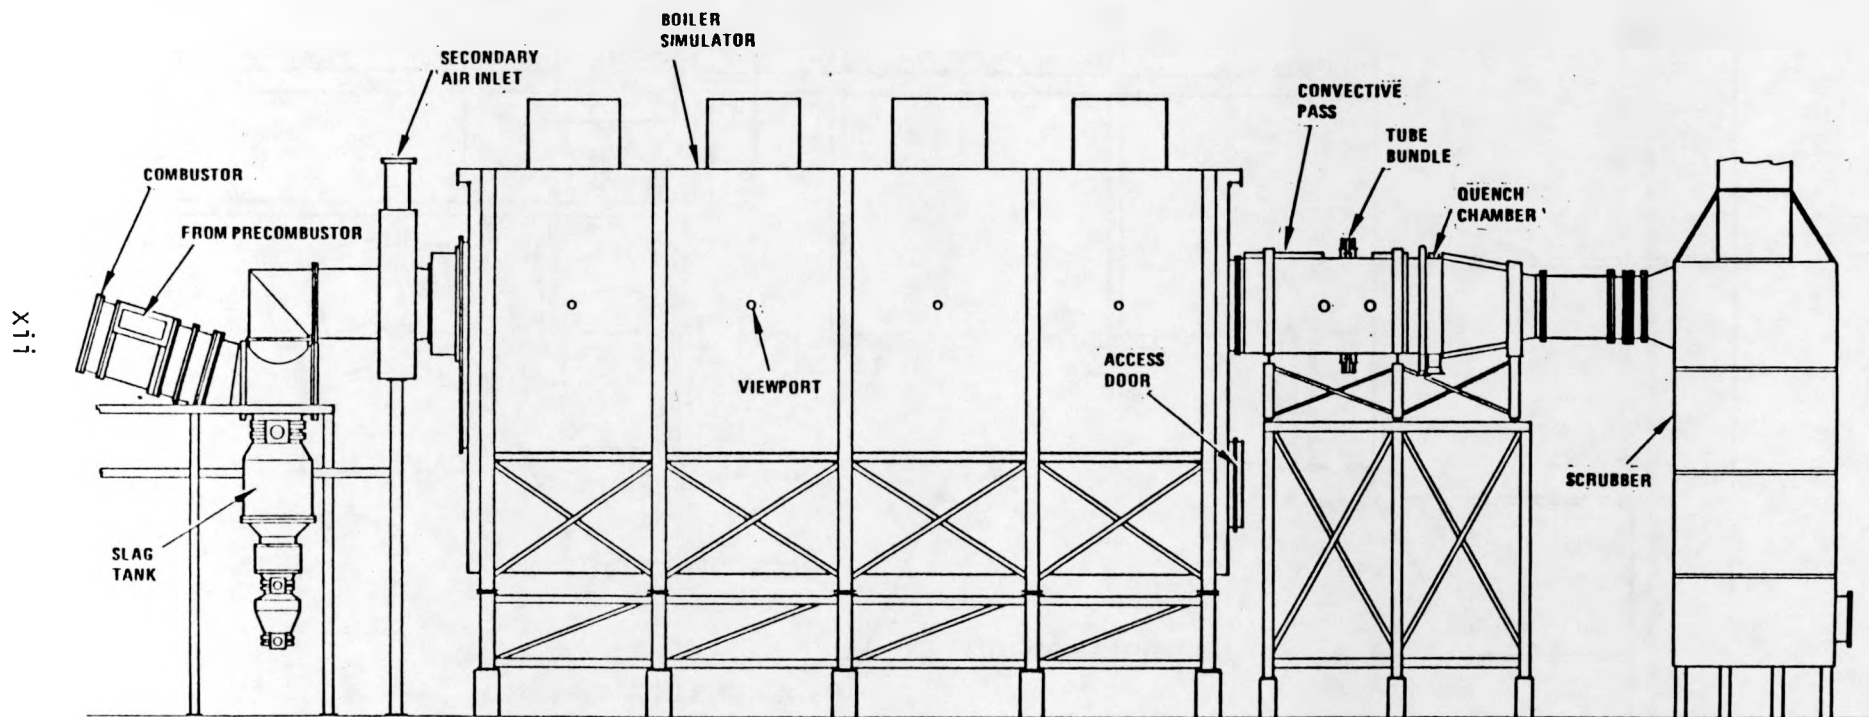 BOILER
SIMULATOR
SECONDARY
AIR INLET
CONVECTIVE
PASS
TUBE
BUNDLE
COMBUSTOR
QUENCH
CHAMBER
FROM PRECOMBUSTOR
xii
ACCESS
DOOR
VIEWPORT
SCRUBBER
SLAG
TANK